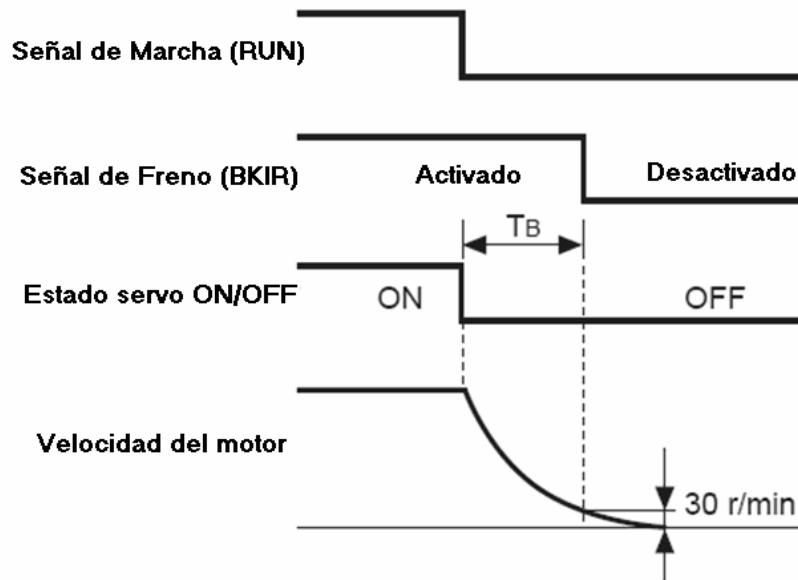 Señal de Marcha (RUN)
Señal de Freno (BKIR)
Activado
Desactivado
TB
Estado servo ON/OFF
ON
OFF
Velocidad del motor
30 r/min